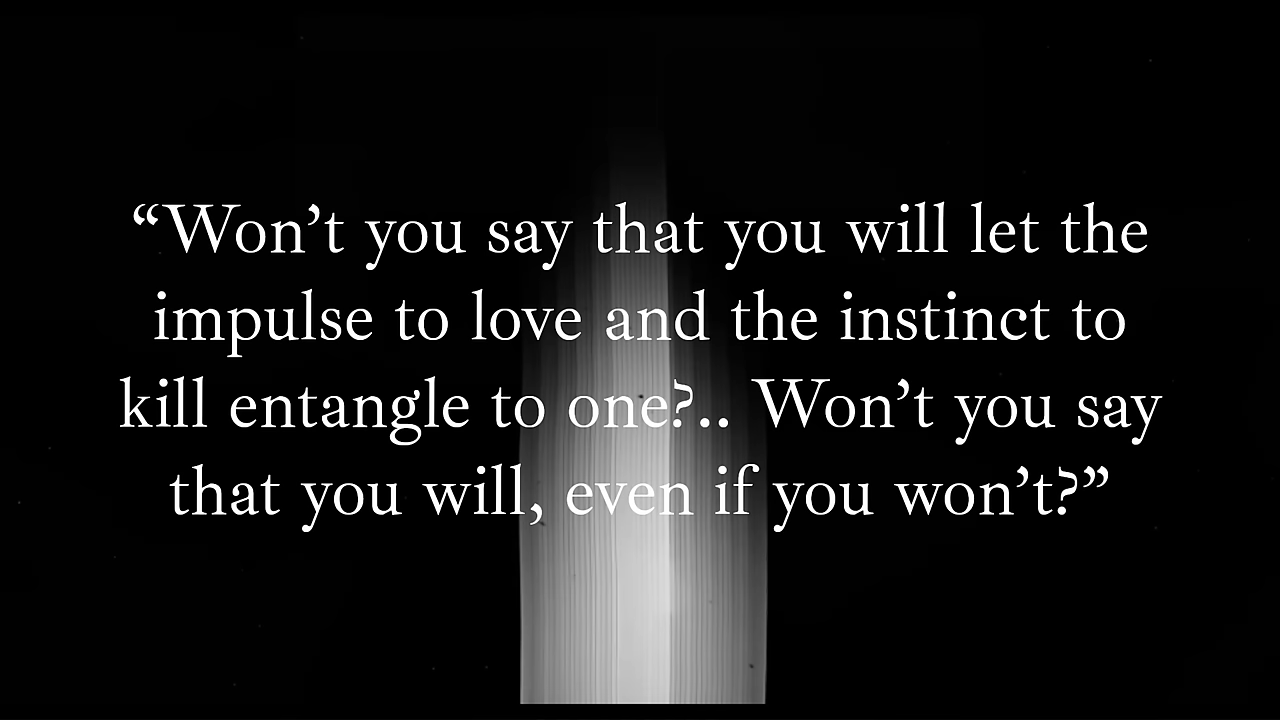 “Won’t you say that you will let the
impulse to love and the instinct to
kill entangle to one?.. Won’t you say
that you will, even if you won’t?”